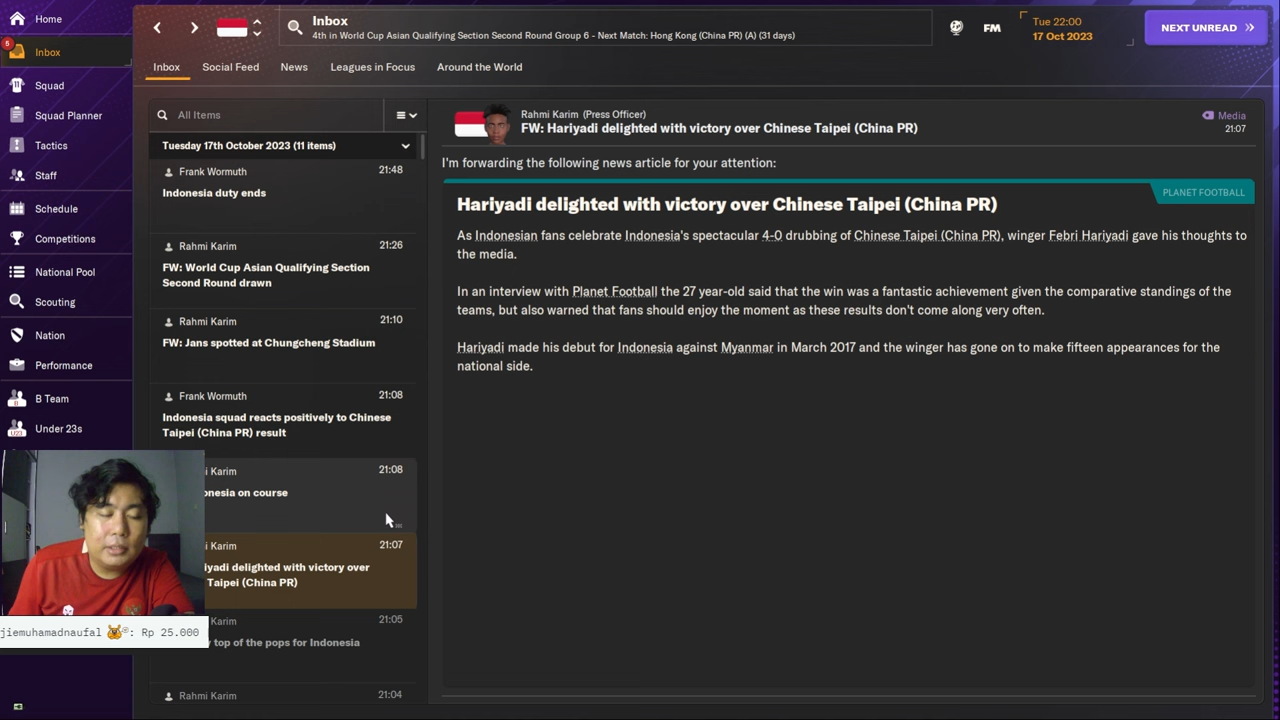 Home
5
Inbox
Squad
Squad Planner
Tactics
Staff
Schedule
Competitions
National Pool
Scouting
Nation
Performance
B Team
Under 23s
Inbox
4th in World Cup Asian Qualifying Section Second Round Group 6 - Next Match: Hong Kong (China PR) (A) (31 days)
FM
Tue 22:00
17 Oct 2023
NEXT UNREAD
Inbox
Social Feed
News
Leagues in Focus
Around the World
All Items
Tuesday 17th October 2023 (11 items)
Frank Wormuth 21:48
Indonesia duty ends
Rahmi Karim 21:26
FW: World Cup Asian Qualifying Section
Second Round drawn
Rahmi Karim 21:10
FW: Jans spotted at Chungcheng Stadium
Frank Wormuth 21:08
Indonesia squad reacts positively to Chinese
Taipei (China PR) result
Karim 21:08
onesia on course
Karim 21:07
iyadi delighted with victory over
Taipei (China PR)
Karim 21:05
top of the pops for Indonesia
Rahmi Karim 21:04
Rahmi Karim (Press Officer)
FW: Hariyadi delighted with victory over Chinese Taipei (China PR)
Media
21:07
I'm forwarding the following news article for your attention:
PLANET FOOTBALL
Hariyadi delighted with victory over Chinese Taipei (China PR)
As Indonesian fans celebrate Indonesia's spectacular 4-0 drubbing of Chinese Taipei (China PR), winger Febri Hariyadi gave his thoughts to
the media.
In an interview with Planet Football the 27 year-old said that the win was a fantastic achievement given the comparative standings of the
teams, but also warned that fans should enjoy the moment as these results don't come along very often.
Hariyadi made his debut for Indonesia against Myanmar in March 2017 and the winger has gone on to make fifteen appearances for the
national side.
jiemuhamadnaufal : Rp 25.000